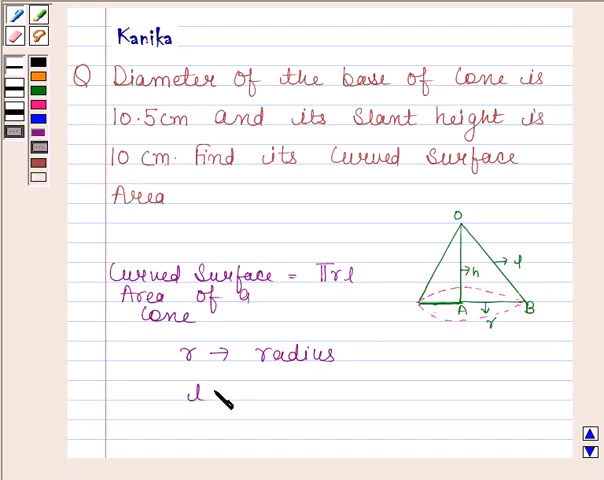 Kanika
Q Diameter of the base of Cone is
10.5cm and its Slant height is
10 cm. Find its Curved Surface
Area
O
h
l
A
B
r
Curved Surface = πrl
Area of a
Cone
r → radius
l